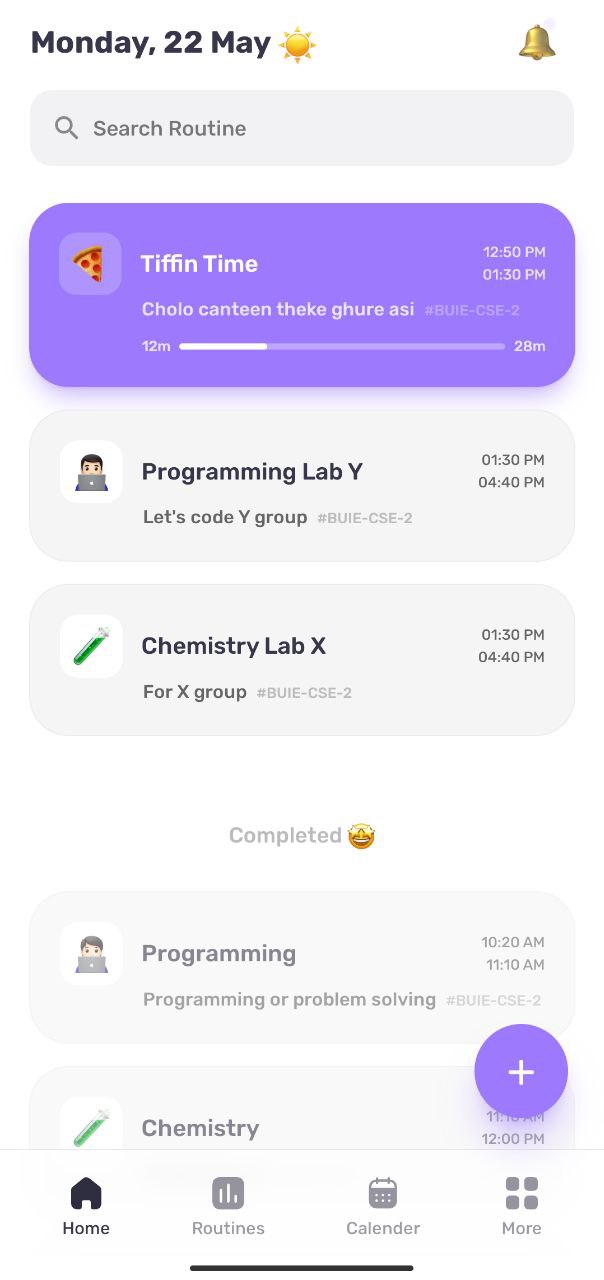 Monday, 22 May
Search Routine
Tiffin Time
12:50 PM
01:30 PM
Cholo canteen theke ghure asi #BUIE-CSE-2
12m 28m
Programming Lab Y
01:30 PM
04:40 PM
Let's code Y group #BUIE-CSE-2
Chemistry Lab X
01:30 PM
04:40 PM
For X group #BUIE-CSE-2
Completed
Programming
10:20 AM
11:10 AM
Programming or problem solving #BUIE-CSE-2
Chemistry
12:00 PM
Home Routines Calender More